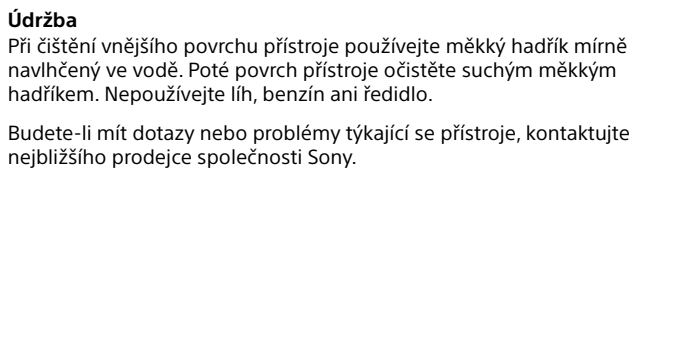 Údržba
Při čištění vnějšího povrchu přístroje používejte měkký hadřík mírně
navlhčený ve vodě. Poté povrch přístroje očistěte suchým měkkým
hadříkem. Nepoužívejte líh, benzín ani ředidlo.
Budete-li mít dotazy nebo problémy týkající se přístroje, kontaktujte
nejbližšího prodejce společnosti Sony.